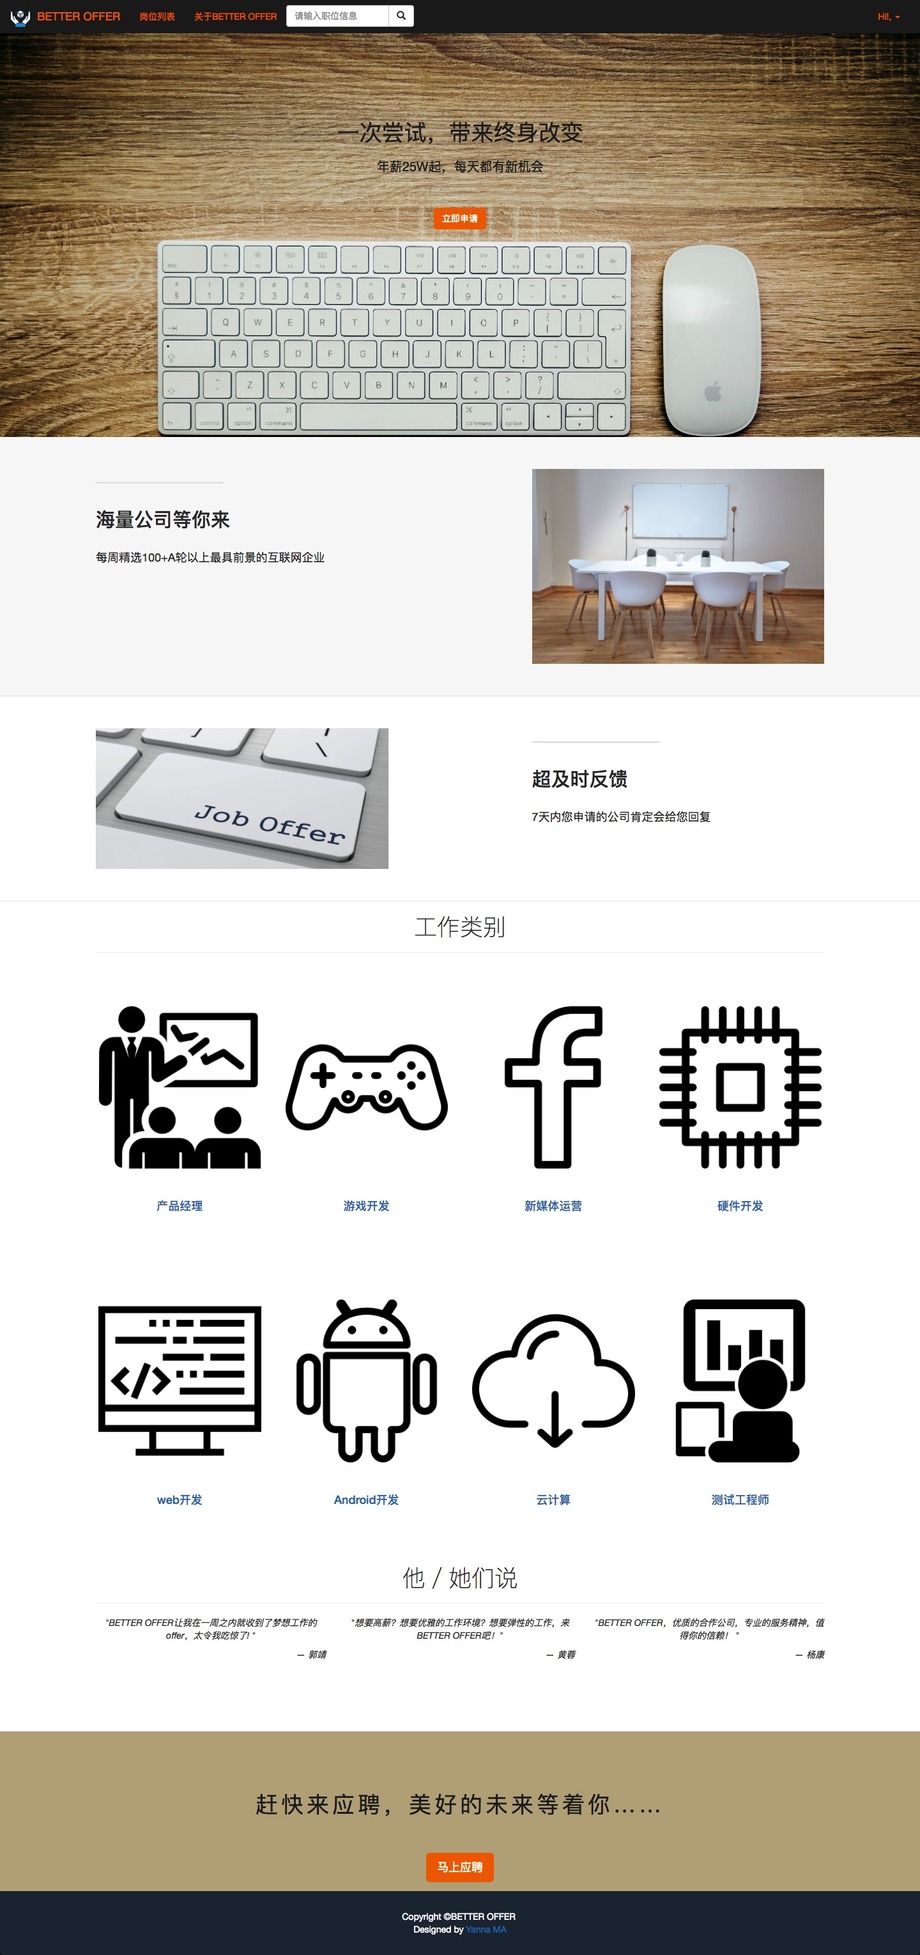 BETTER OFFER 岗位列表 关于BETTER OFFER 请输入职位信息 Hi!,
一次尝试，带来终身改变
年薪25W起，每天都有新机会
立即申请
esc
Q W E R T Y U I O P
A S D F G H J K L
Z X C V B N M
fn control option command command option
海量公司等你来
每周精选100+A轮以上最具前景的互联网企业
Job Offer
超及时反馈
7天内您申请的公司肯定会给您回复
工作类别
产品经理 游戏开发 新媒体运营 硬件开发
web开发 Android开发 云计算 测试工程师
他 / 她们说
"BETTER OFFER让我在一周之内就收到了梦想工作的
offer，太令我吃惊了! "
— 郭靖
"想要高薪？想要优雅的工作环境？想要弹性的工作，来
BETTER OFFER吧！"
— 黄蓉
"BETTER OFFER，优质的合作公司，专业的服务精神，值
得你的信赖！ "
— 杨康
赶快来应聘，美好的未来等着你……
马上应聘
Copyright ©BETTER OFFER
Designed by Yanna MA